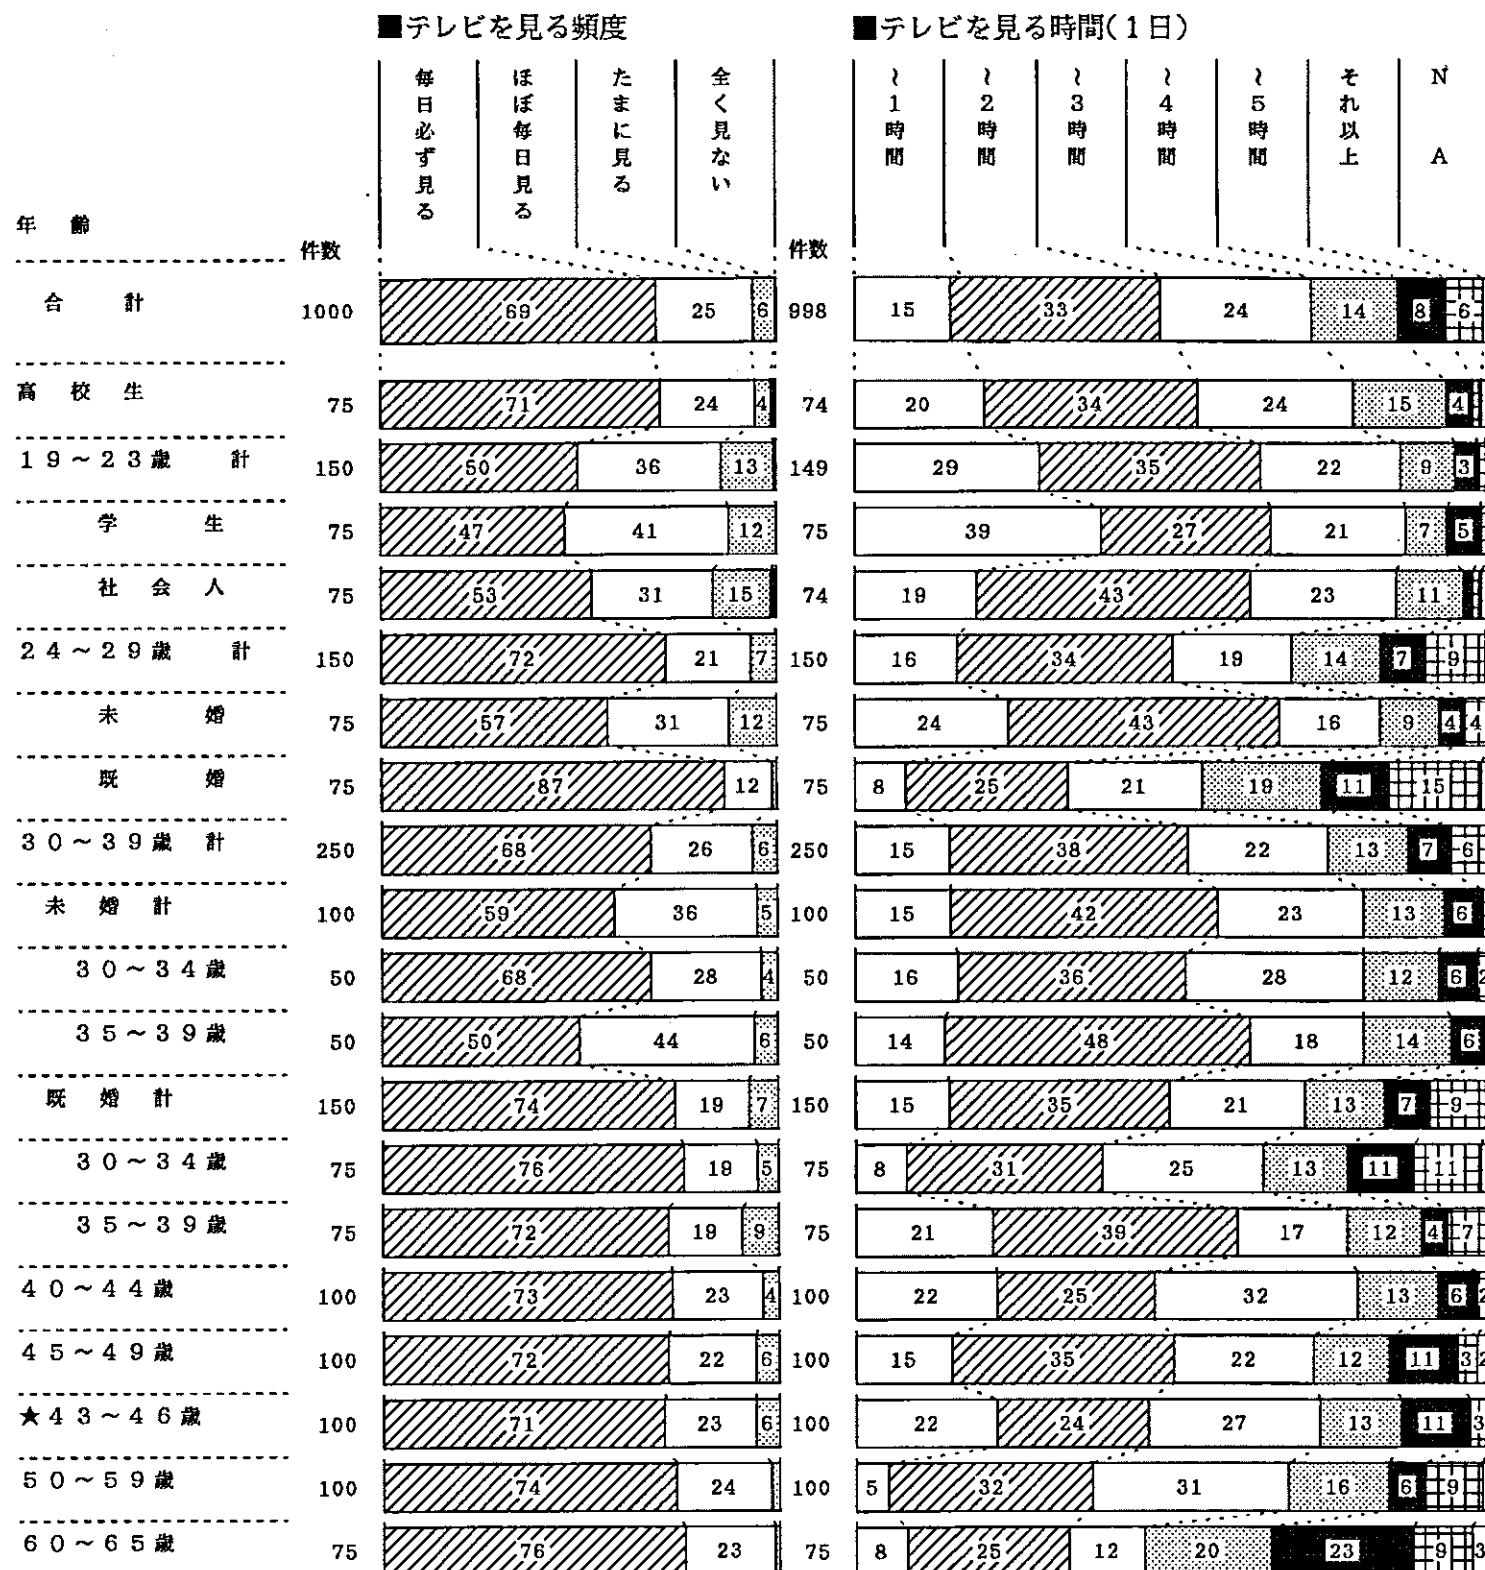 ■テレビを見る頻度 ■テレビを見る時間(1日)
毎日必ず見る ほぼ毎日見る たまに見る 全く見ない ~1時間 ~2時間 ~3時間 ~4時間 ~5時間 それ以上 NA
年齢
件数 件数
合計 1000 69 25 6 998 15 33 24 14 8 6
高校生 75 71 24 4 74 20 34 24 15 4
19~23歳 計 150 50 36 13 149 29 35 22 9 3
学生 75 47 41 12 75 39 27 21 7 5
社会人 75 53 31 15 74 19 43 23 11
24~29歳 計 150 72 21 7 150 16 34 19 14 7 9
未婚 75 57 31 12 75 24 43 16 9 4 4
既婚 75 87 12 75 8 25 21 19 11 15
30~39歳 計 250 68 26 6 250 15 38 22 13 7 6
未婚計 100 59 36 5 100 15 42 23 13 6
30~34歳 50 68 28 4 50 16 36 28 12 6 2
35~39歳 50 50 44 6 50 14 48 18 14 6
既婚計 150 74 19 7 150 15 35 21 13 7 9
30~34歳 75 76 19 5 75 8 31 25 13 11 11
35~39歳 75 72 19 9 75 21 39 17 12 4 7
40~44歳 100 73 23 4 100 22 25 32 13 6 2
45~49歳 100 72 22 6 100 15 35 22 12 11 3 2
★43~46歳 100 71 23 6 100 22 24 27 13 11 3
50~59歳 100 74 24 100 5 32 31 16 6 9
60~65歳 75 76 23 75 8 25 12 20 23 9 3